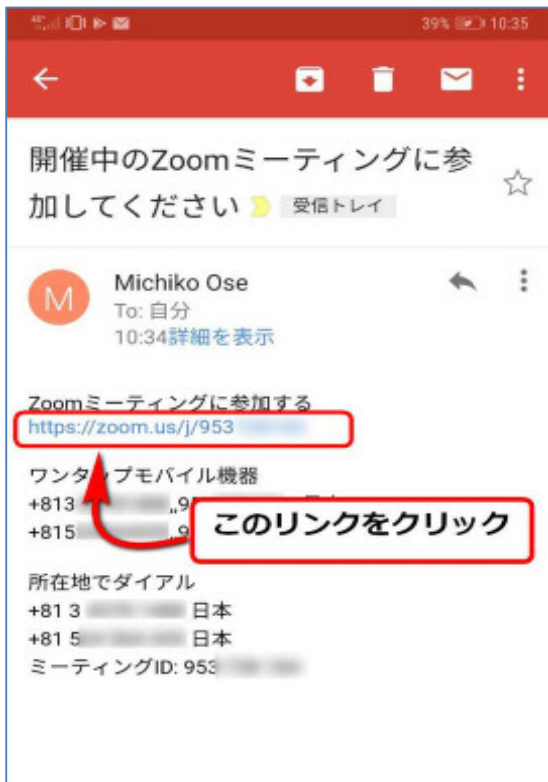 39% 10:35
開催中のZoomミーティングに参
加してください 受信トレイ
M
Michiko Ose
To: 自分
10:34詳細を表示
Zoomミーティングに参加する
https://zoom.us/j/953
ワンタップモバイル機器
+813 ,,9
+815 ,,9
このリンクをクリック
所在地でダイアル
+81 3 日本
+81 5 日本
ミーティングID: 953